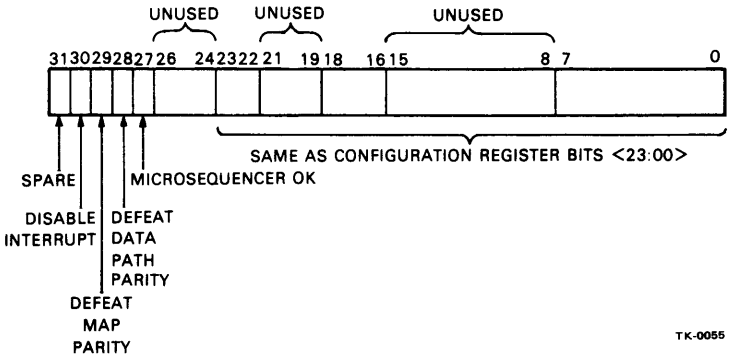 UNUSED UNUSED UNUSED
31 30 29 28 27 26 24 23 22 21 19 18 16 15 8 7 0
SAME AS CONFIGURATION REGISTER BITS <23:00>
SPARE MICROSEQUENCER OK
DISABLE DEFEAT
INTERRUPT DATA
PATH
PARITY
DEFEAT
MAP
PARITY
TK-0055